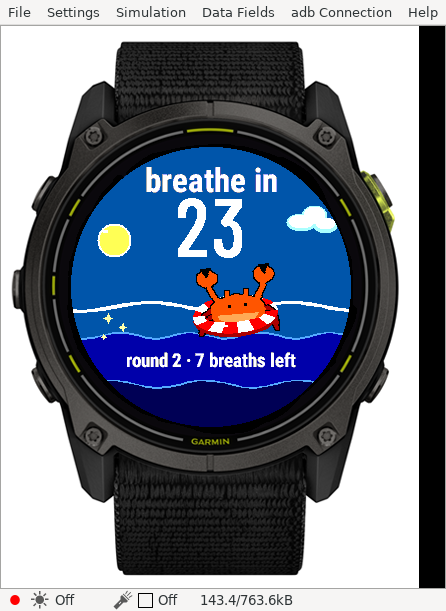 File Settings Simulation Data Fields adb Connection Help
breathe in
23
round 2 · 7 breaths left
GARMIN
Off Off 143.4/763.6kB